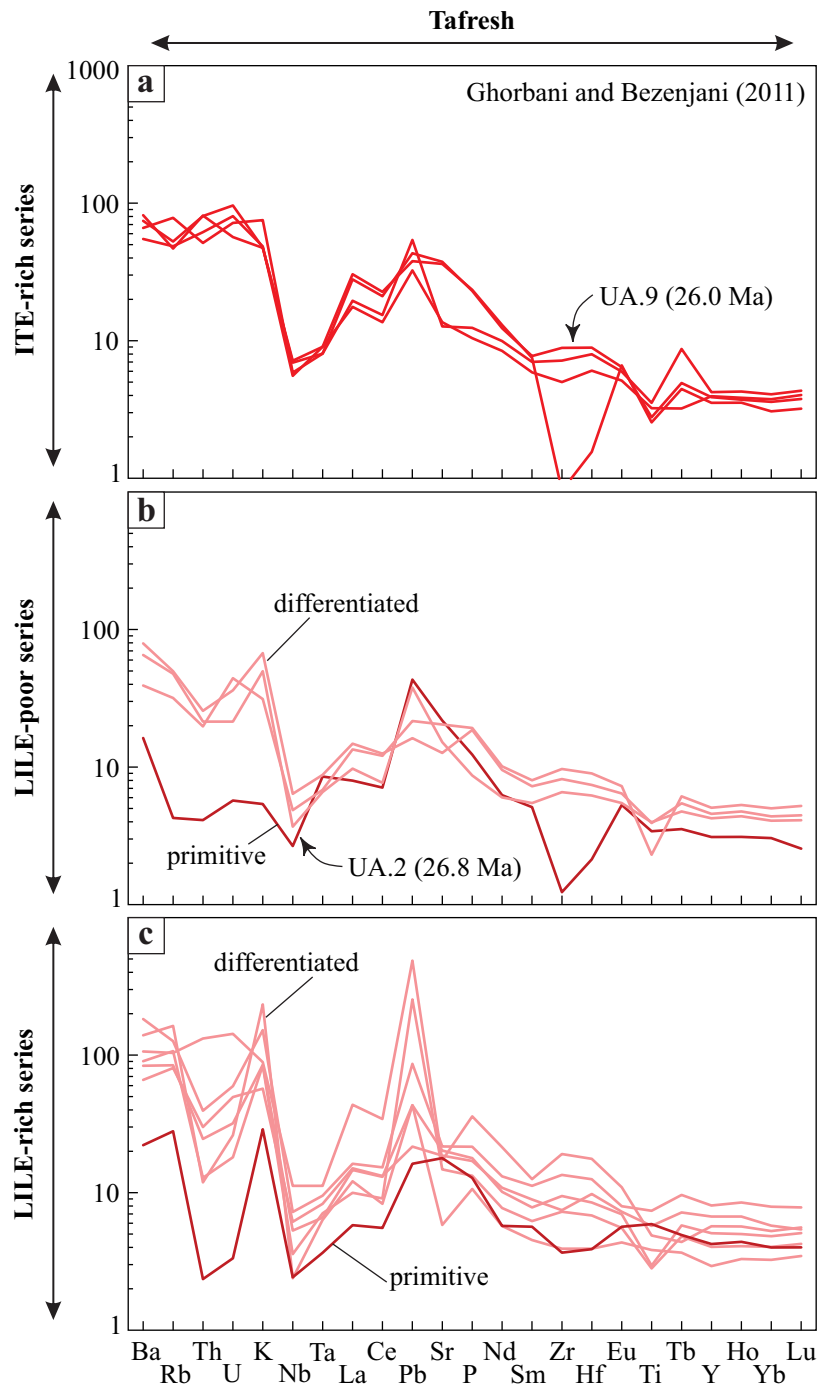 Tafresh
a
Ghorbani and Bezenjani (2011)
ITE-rich series
1000
100
10
1
UA.9 (26.0 Ma)
b
LILE-poor series
100
10
1
differentiated
primitive
UA.2 (26.8 Ma)
c
LILE-rich series
100
10
1
differentiated
primitive
Ba Rb Th U K Nb Ta La Ce Pb Sr P Nd Sm Zr Hf Eu Ti Tb Y Ho Yb Lu